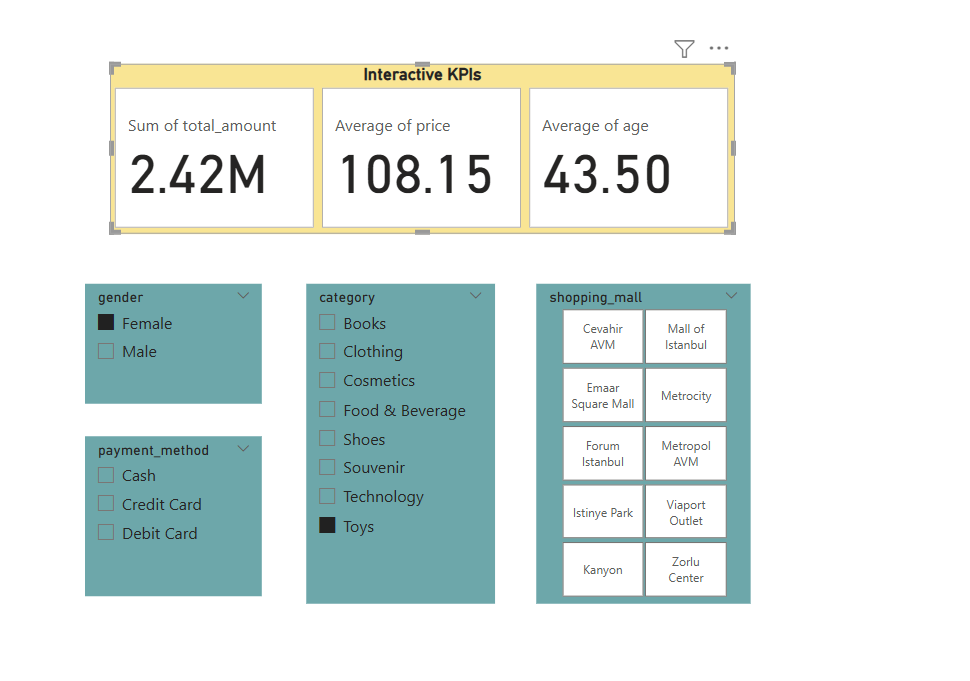 Interactive KPIs
Sum of total_amount
2.42M
Average of price
108.15
Average of age
43.50
gender
Female
Male
payment_method
Cash
Credit Card
Debit Card
category
Books
Clothing
Cosmetics
Food & Beverage
Shoes
Souvenir
Technology
Toys
shopping_mall
Cevahir
AVM
Mall of
Istanbul
Emaar
Square Mall
Metrocity
Forum
Istanbul
Metropol
AVM
Istinye Park
Viaport
Outlet
Kanyon
Zorlu
Center